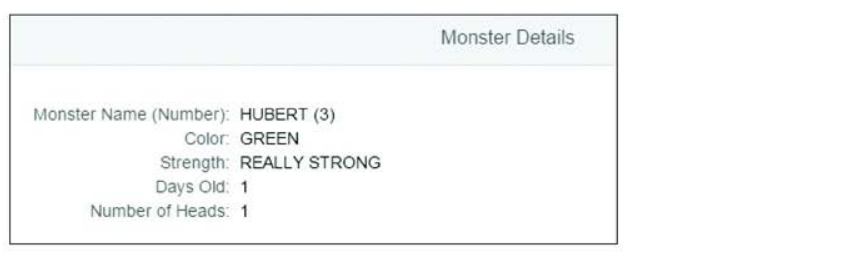 Monster Details
Monster Name (Number): HUBERT (3)
Color: GREEN
Strength: REALLY STRONG
Days Old: 1
Number of Heads: 1